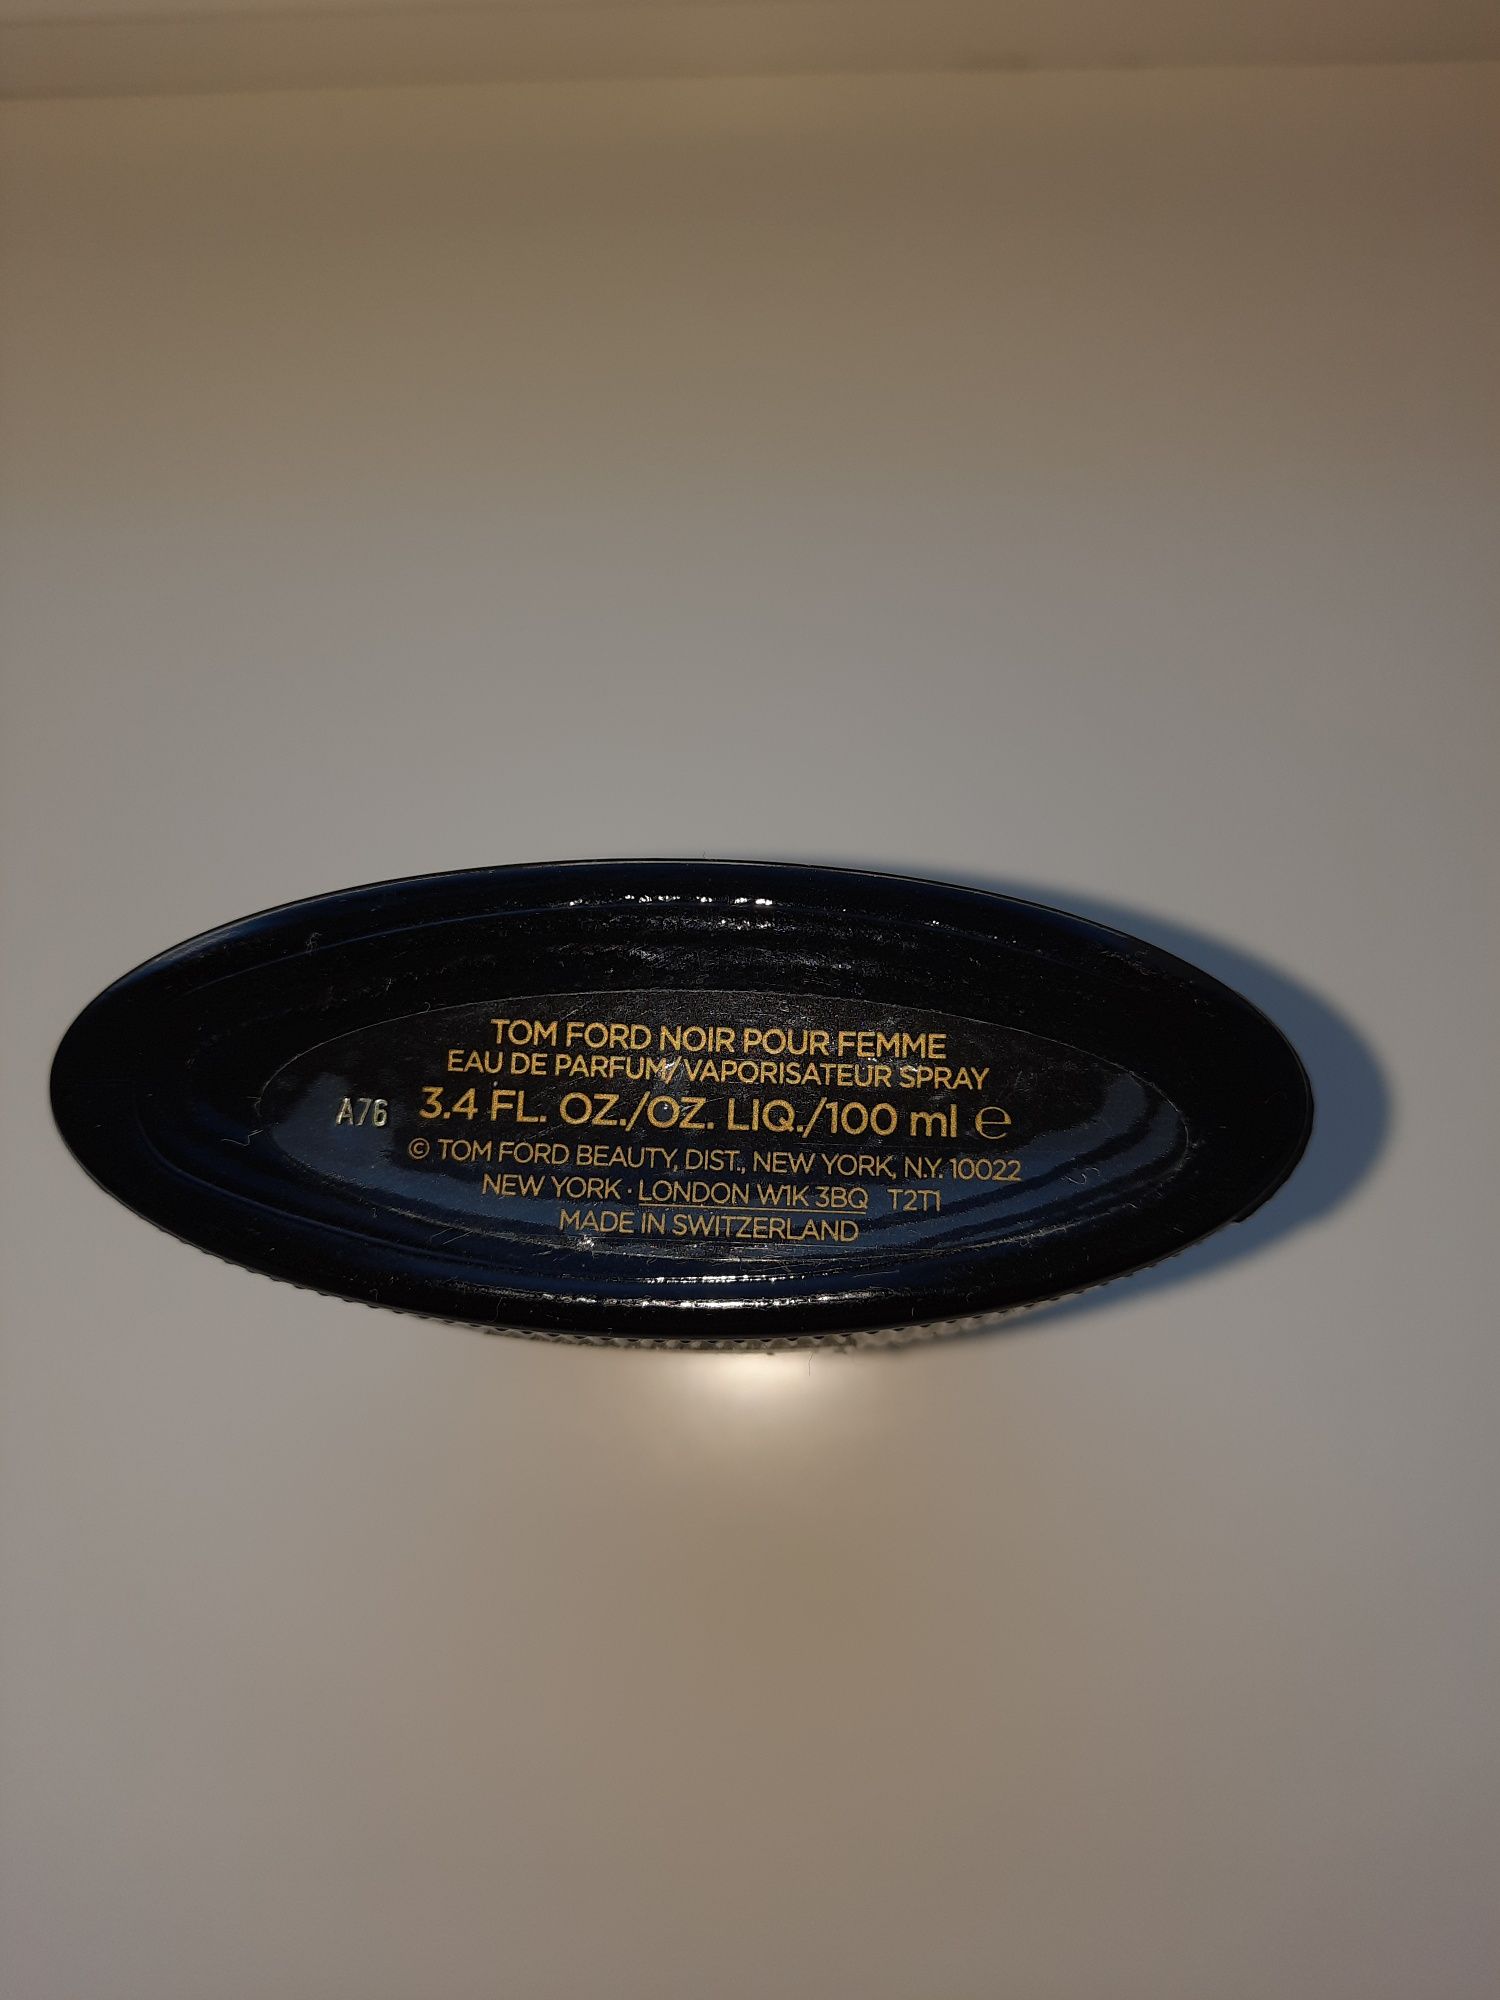 TOM FORD NOIR POUR FEMME
EAU DE PARFUM/VAPORISATEUR SPRAY
A76
3.4 FL. OZ./OZ. LIQ./100 ml ℮
© TOM FORD BEAUTY, DIST., NEW YORK, N.Y. 10022
NEW YORK · LONDON W1K 3BQ T2T1
MADE IN SWITZERLAND